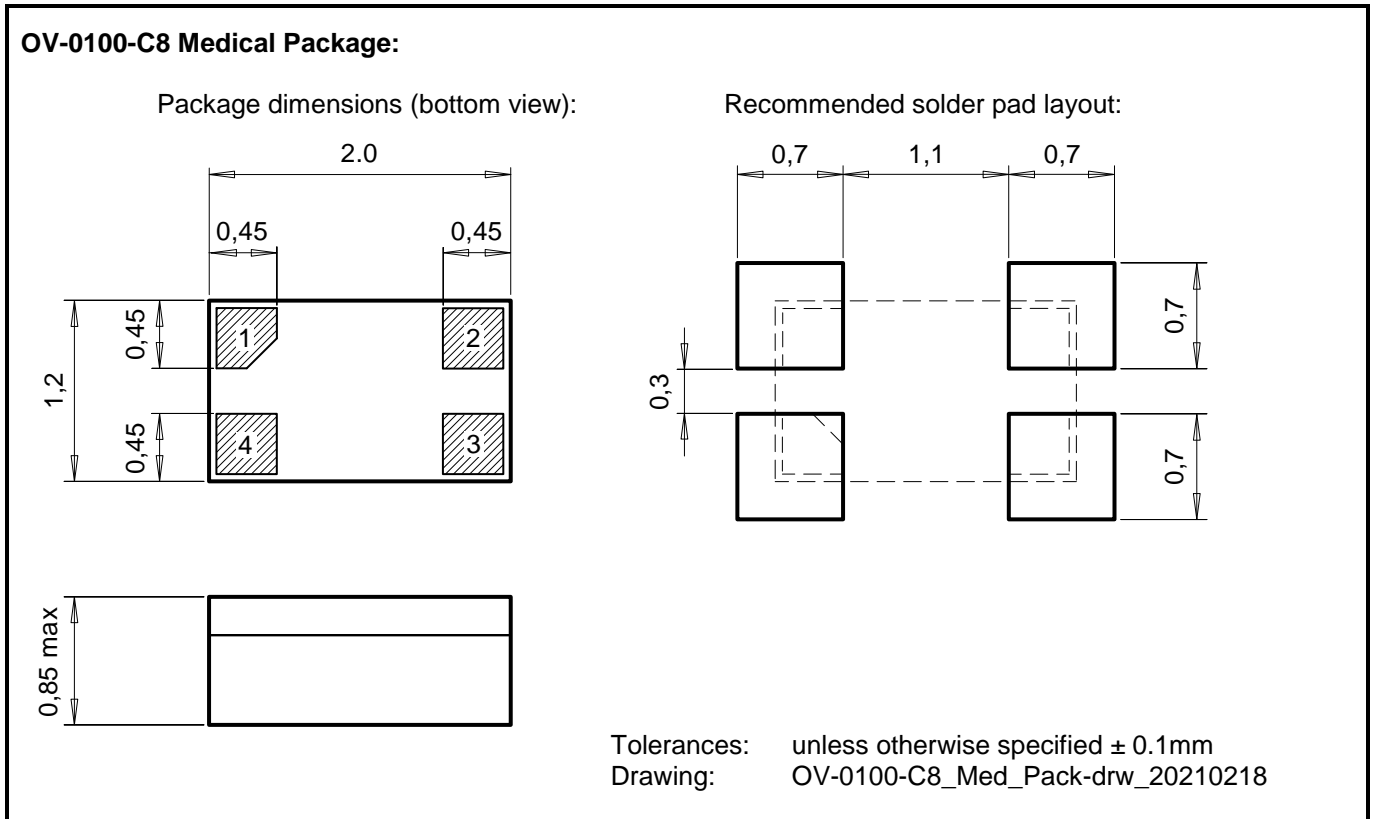 OV-0100-C8 Medical Package:
Package dimensions (bottom view):
Recommended solder pad layout:
2.0
0,45
0,45
1,2
0,45
0,45
1
2
4
3
0,7
1,1
0,7
0,7
0,3
0,7
0,85 max
Tolerances: unless otherwise specified ± 0.1mm
Drawing: OV-0100-C8_Med_Pack-drw_20210218